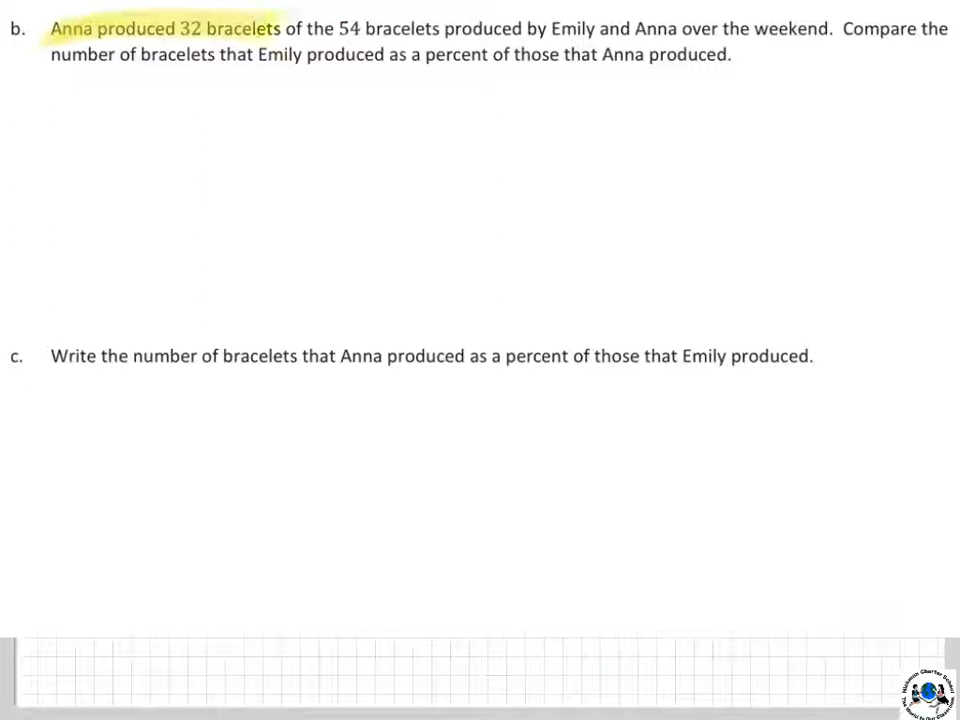 b. Anna produced 32 bracelets of the 54 bracelets produced by Emily and Anna over the weekend. Compare the
number of bracelets that Emily produced as a percent of those that Anna produced.
c. Write the number of bracelets that Anna produced as a percent of those that Emily produced.